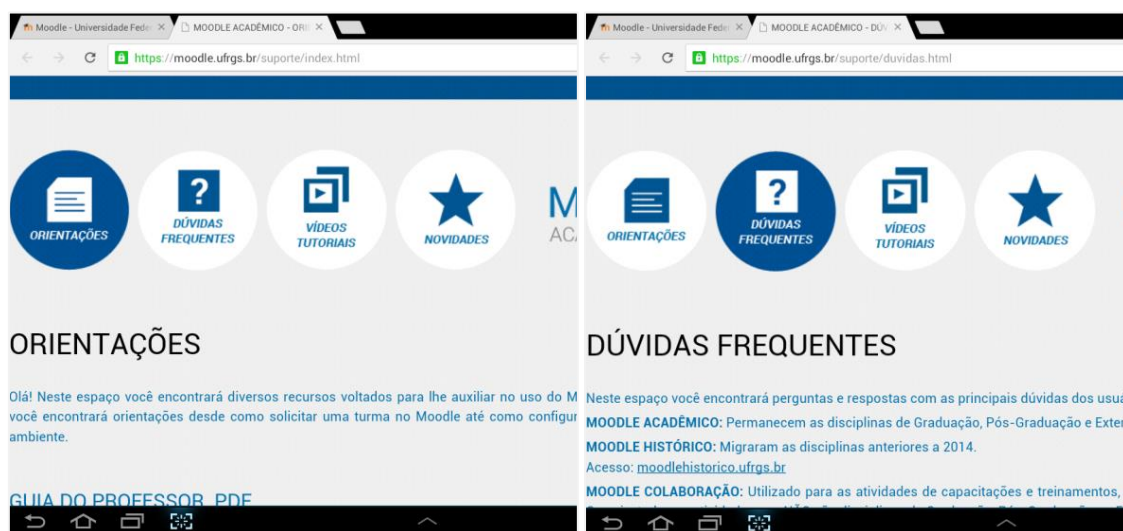 Moodle - Universidade Fede
MOODLE ACADÊMICO - ORI
https://moodle.ufrgs.br/suporte/index.html
ORIENTAÇÕES
DÚVIDAS
FREQUENTES
VÍDEOS
TUTORIAIS
NOVIDADES
M
AC
ORIENTAÇÕES
Olá! Neste espaço você encontrará diversos recursos voltados para lhe auxiliar no uso do M
você encontrará orientações desde como solicitar uma turma no Moodle até como configur
ambiente.
GUIA DO PROFESSOR PDF
Moodle - Universidade Fede
MOODLE ACADÊMICO - DÚV
https://moodle.ufrgs.br/suporte/duvidas.html
ORIENTAÇÕES
DÚVIDAS
FREQUENTES
VÍDEOS
TUTORIAIS
NOVIDADES
DÚVIDAS FREQUENTES
Neste espaço você encontrará perguntas e respostas com as principais dúvidas dos usuá
MOODLE ACADÊMICO: Permanecem as disciplinas de Graduação, Pós-Graduação e Exter
MOODLE HISTÓRICO: Migraram as disciplinas anteriores a 2014.
Acesso: moodlehistorico.ufrgs.br
MOODLE COLABORAÇÃO: Utilizado para as atividades de capacitações e treinamentos,